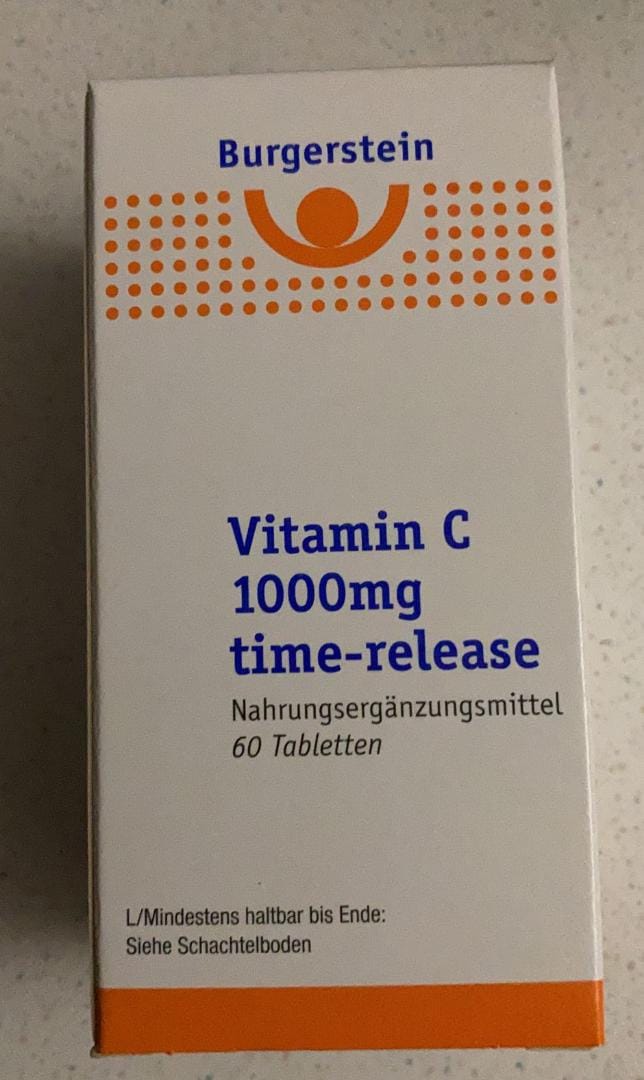 Burgerstein
Vitamin C
1000mg
time-release
Nahrungsergänzungsmittel
60 Tabletten
L/Mindestens haltbar bis Ende:
Siehe Schachtelboden